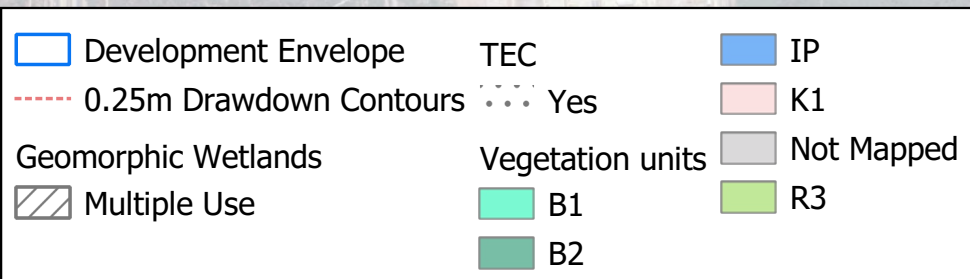 Development Envelope
0.25m Drawdown Contours
Geomorphic Wetlands
Multiple Use
TEC
Yes
Vegetation units
B1
B2
IP
K1
Not Mapped
R3